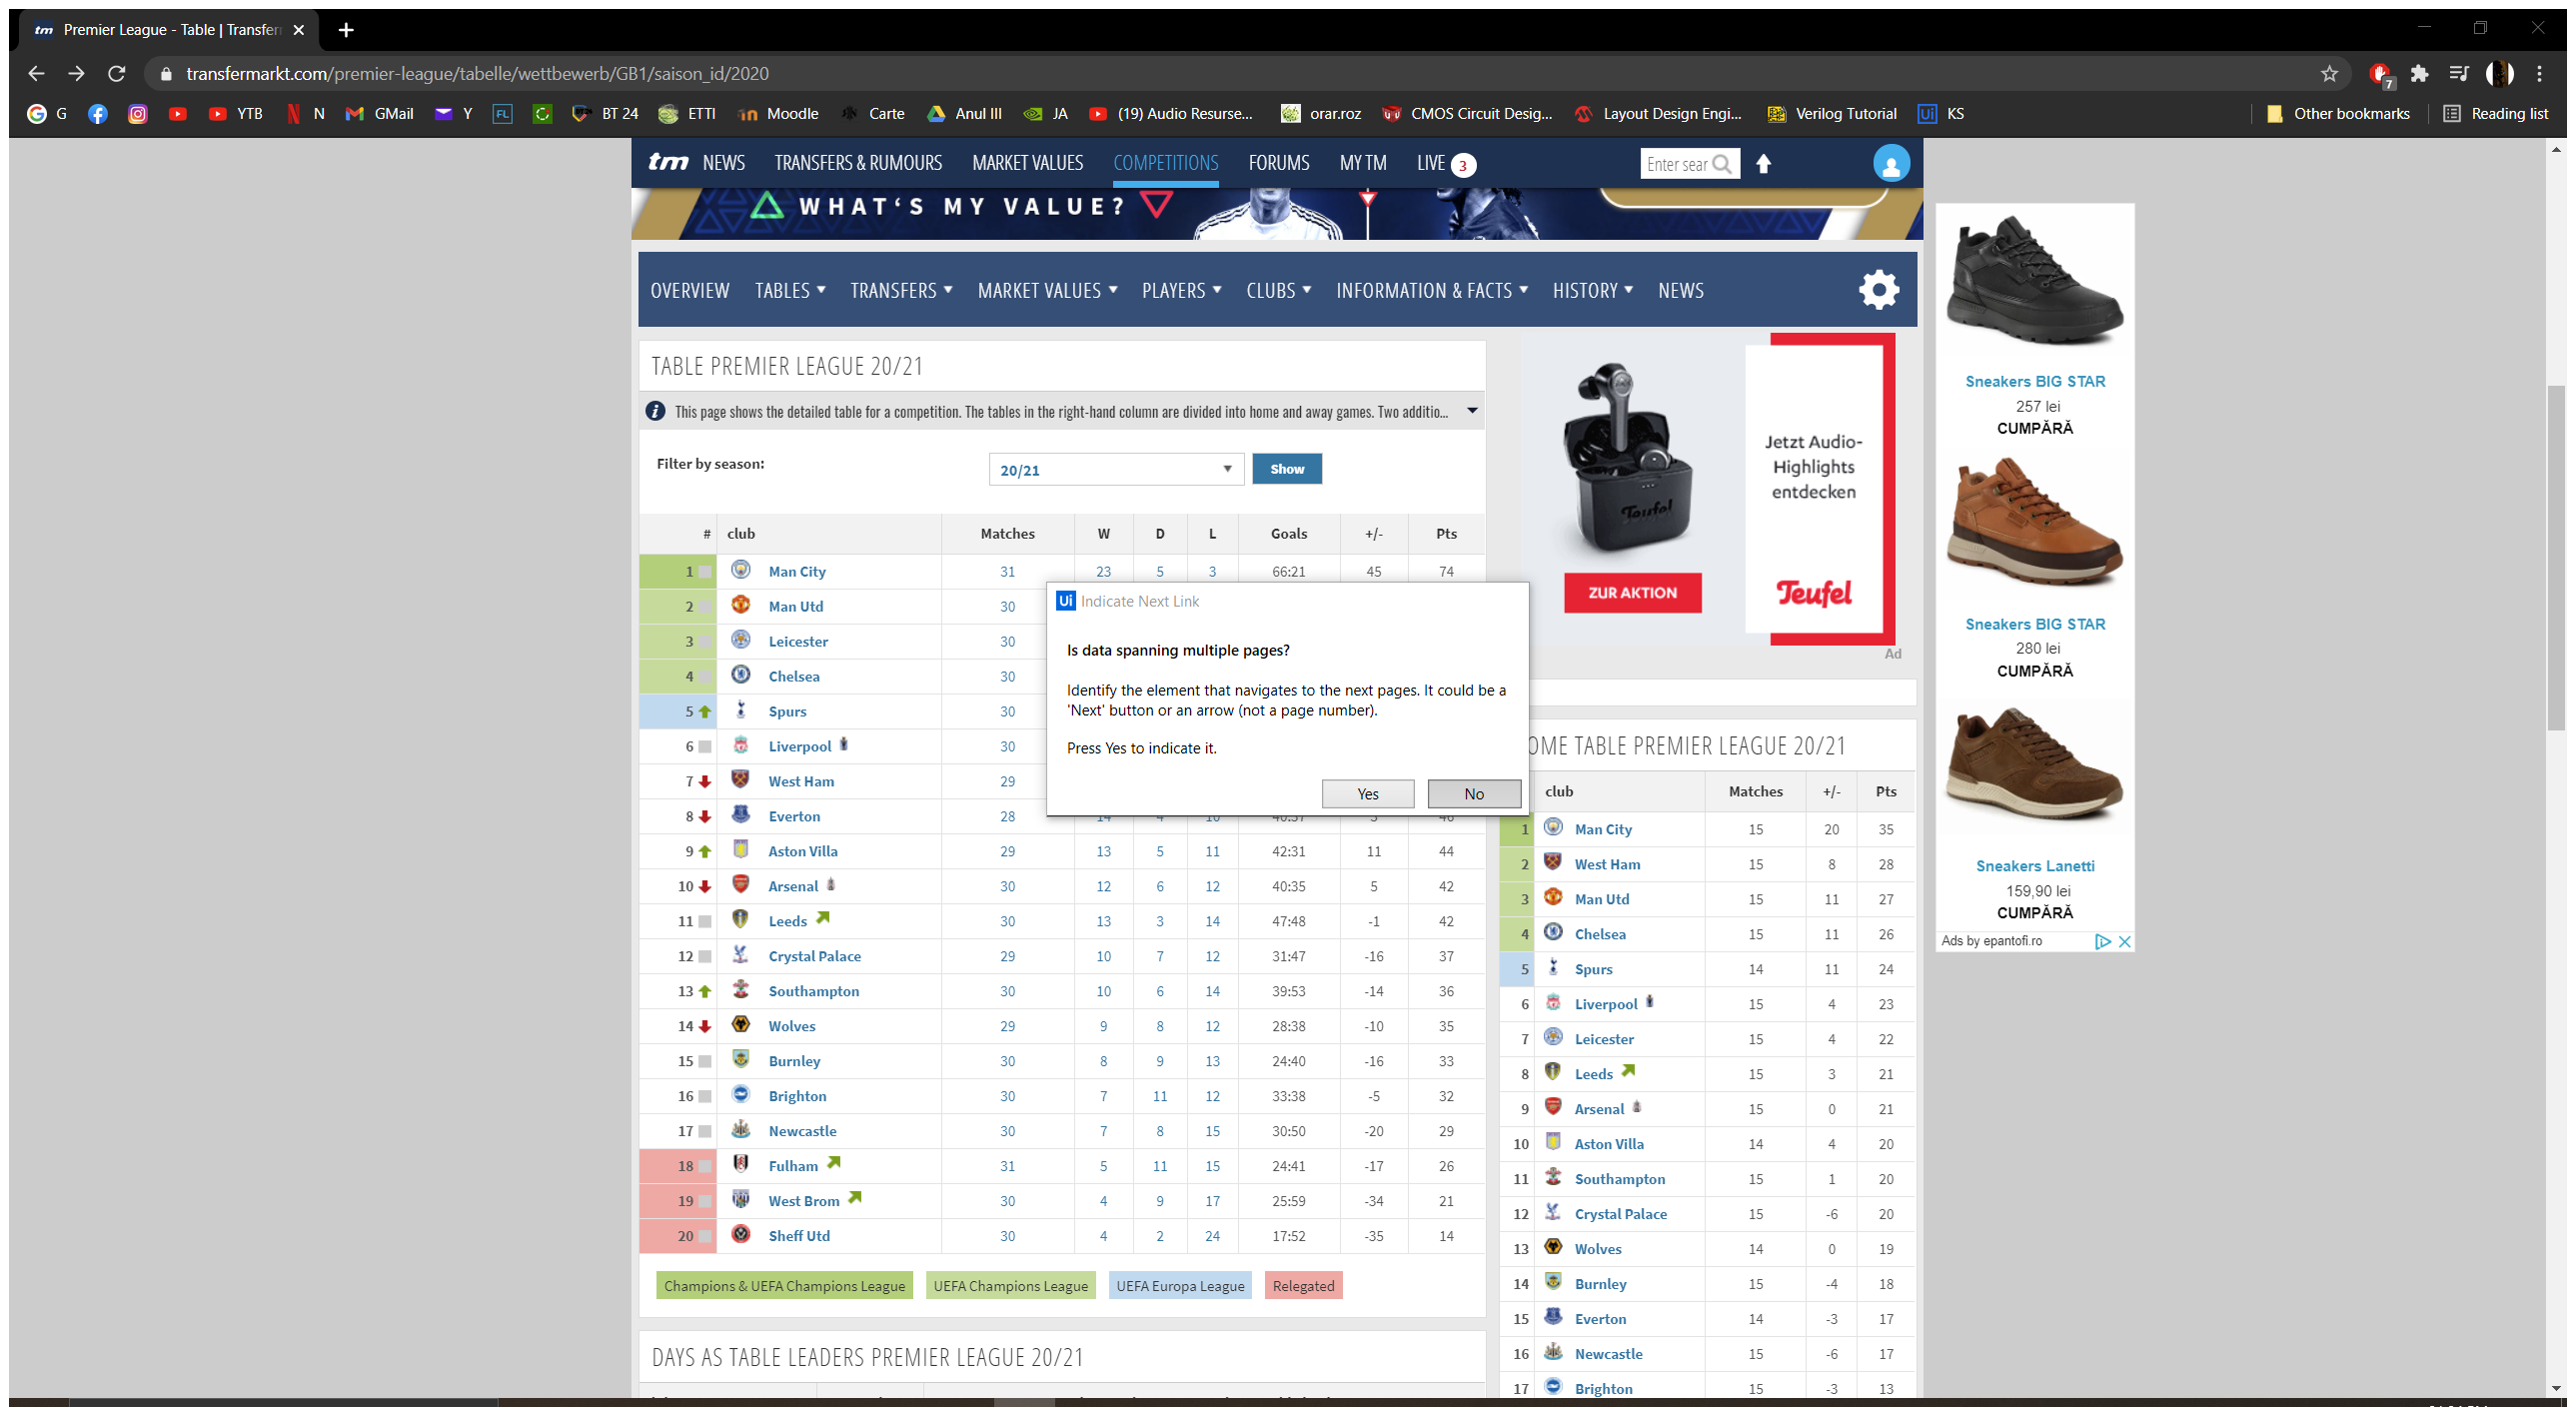 tm Premier League - Table | Transfer
transfermarkt.com/premier-league/tabelle/wettbewerb/GB1/saison_id/2020
7
G YTB N GMail Y FL BT 24 ETTI Moodle Carte Anul III JA (19) Audio Resurse... orar.roz CMOS Circuit Desig... Layout Design Engi... Verilog Tutorial Ui KS Other bookmarks Reading list
tm NEWS TRANSFERS & RUMOURS MARKET VALUES COMPETITIONS FORUMS MY TM LIVE 3 Enter sear
WHAT'S MY VALUE?
OVERVIEW TABLES TRANSFERS MARKET VALUES PLAYERS CLUBS INFORMATION & FACTS HISTORY NEWS
TABLE PREMIER LEAGUE 20/21
This page shows the detailed table for a competition. The tables in the right-hand column are divided into home and away games. Two additio...
Filter by season: 20/21 Show
# club Matches W D L Goals +/- Pts
1 Man City 31 23 5 3 66:21 45 74
2 Man Utd 30
3 Leicester 30
4 Chelsea 30
5 Spurs 30
6 Liverpool 30
7 West Ham 29
8 Everton 28
9 Aston Villa 29 13 5 11 42:31 11 44
10 Arsenal 30 12 6 12 40:35 5 42
11 Leeds 30 13 3 14 47:48 -1 42
12 Crystal Palace 29 10 7 12 31:47 -16 37
13 Southampton 30 10 6 14 39:53 -14 36
14 Wolves 29 9 8 12 28:38 -10 35
15 Burnley 30 8 9 13 24:40 -16 33
16 Brighton 30 7 11 12 33:38 -5 32
17 Newcastle 30 7 8 15 30:50 -20 29
18 Fulham 31 5 11 15 24:41 -17 26
19 West Brom 30 4 9 17 25:59 -34 21
20 Sheff Utd 30 4 2 24 17:52 -35 14
Champions & UEFA Champions League UEFA Champions League UEFA Europa League Relegated
DAYS AS TABLE LEADERS PREMIER LEAGUE 20/21
Ui Indicate Next Link
Is data spanning multiple pages?
Identify the element that navigates to the next pages. It could be a
'Next' button or an arrow (not a page number).
Press Yes to indicate it.
Yes No
Jetzt Audio-
Highlights
entdecken
Teufel
ZUR AKTION
Teufel
Ad
OME TABLE PREMIER LEAGUE 20/21
club Matches +/- Pts
1 Man City 15 20 35
2 West Ham 15 8 28
3 Man Utd 15 11 27
4 Chelsea 15 11 26
5 Spurs 14 11 24
6 Liverpool 15 4 23
7 Leicester 15 4 22
8 Leeds 15 3 21
9 Arsenal 15 0 21
10 Aston Villa 14 4 20
11 Southampton 15 1 20
12 Crystal Palace 15 -6 20
13 Wolves 14 0 19
14 Burnley 15 -4 18
15 Everton 14 -3 17
16 Newcastle 15 -6 17
17 Brighton 15 -3 13
Sneakers BIG STAR
257 lei
CUMPĂRĂ
Sneakers BIG STAR
280 lei
CUMPĂRĂ
Sneakers Lanetti
159,90 lei
CUMPĂRĂ
Ads by epantofi.ro